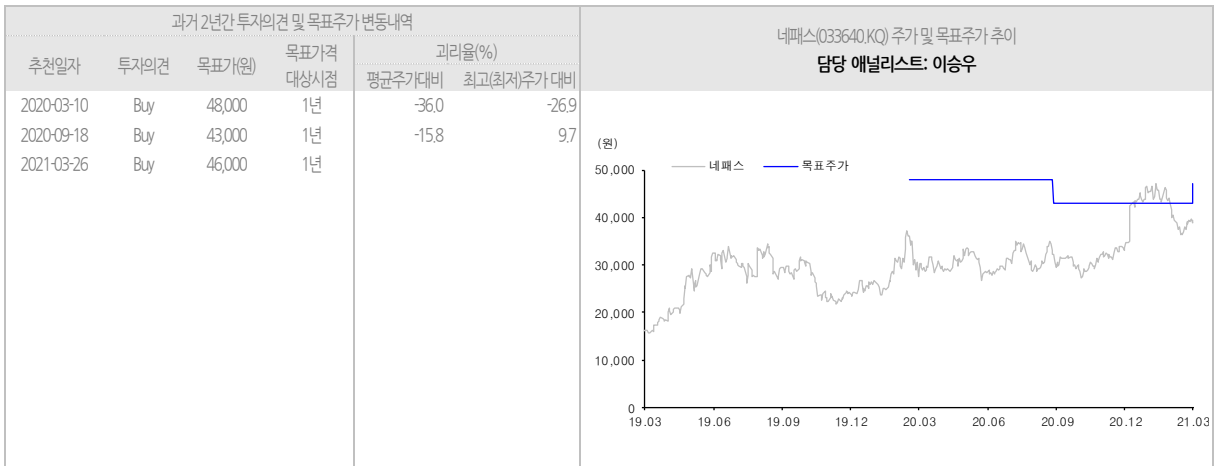 과거 2년간 투자의견 및 목표주가 변동내역
추천일자 투자의견 목표가(원) 목표가격 대상시점 괴리율(%)
평균주가대비 최고(최저)주가 대비
2020-03-10 Buy 48,000 1년 -36.0 -26.9
2020-09-18 Buy 43,000 1년 -15.8 9.7
2021-03-26 Buy 46,000 1년
네패스(033640.KQ) 주가 및 목표주가 추이
담당 애널리스트: 이승우
(원)
네패스 목표주가
50,000
40,000
30,000
20,000
10,000
0
19.03 19.06 19.09 19.12 20.03 20.06 20.09 20.12 21.03